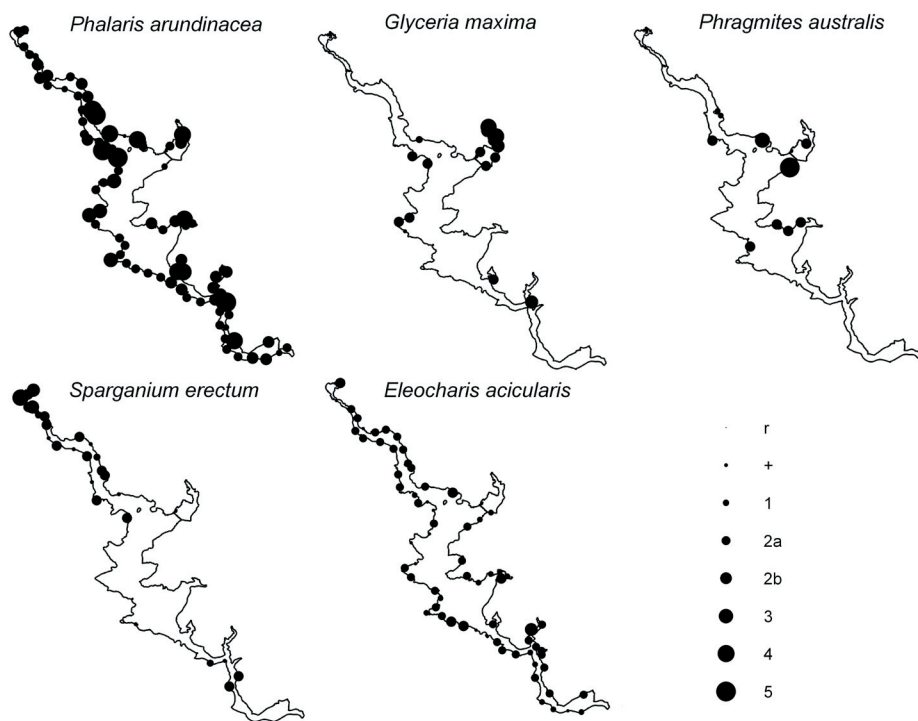 Phalaris arundinacea
Glyceria maxima
Phragmites australis
Sparganium erectum
Eleocharis acicularis
r
+
1
2a
2b
3
4
5